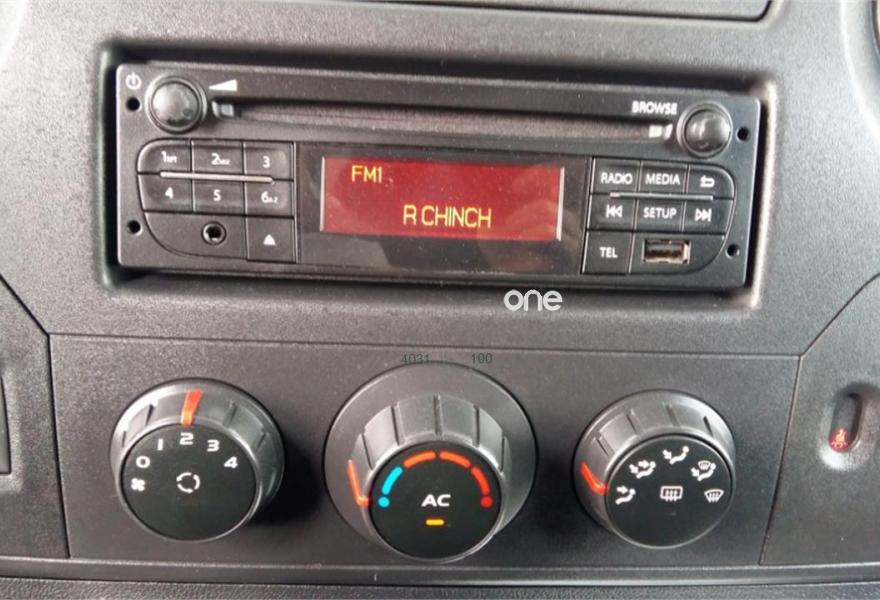 BROWSE
1 2 3
4 5 6
FM1
R CHINCH
RADIO MEDIA
SETUP
TEL
one
4031 100
0 1 2 3 4
AC